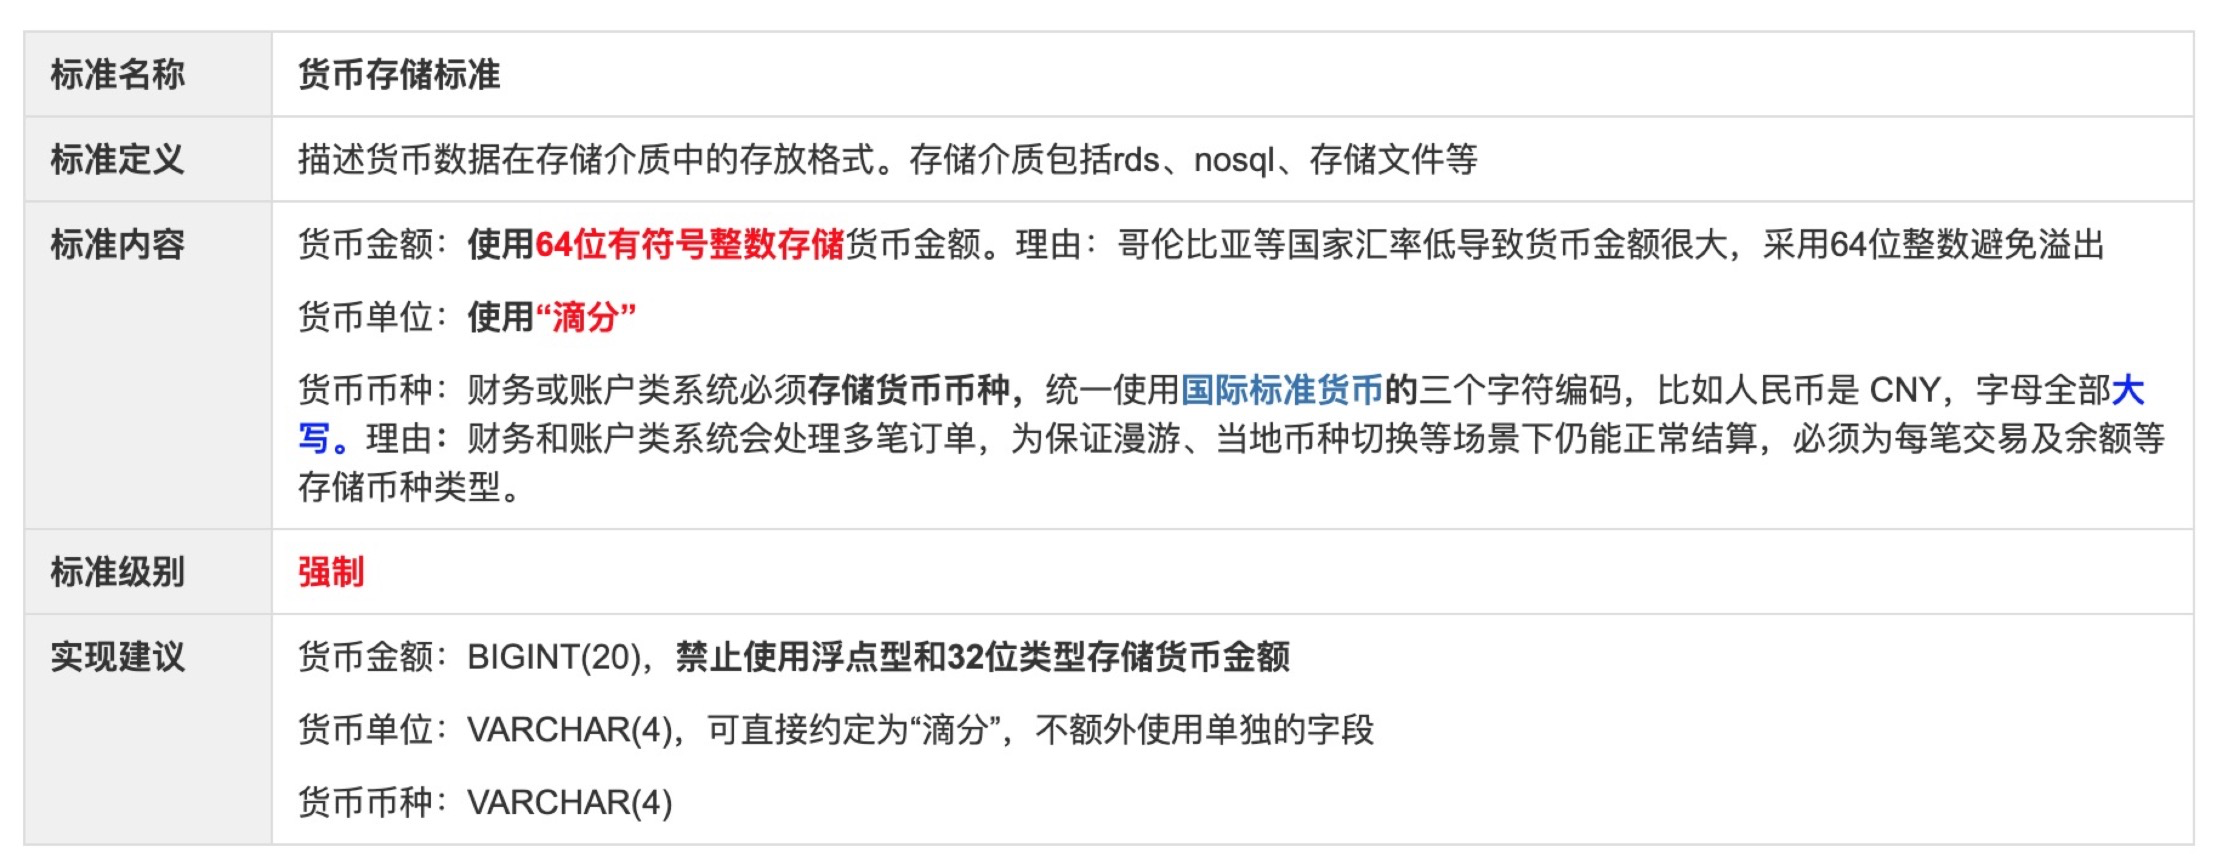 标准名称
货币存储标准
标准定义
描述货币数据在存储介质中的存放格式。存储介质包括rds、nosql、存储文件等
标准内容
货币金额：使用64位有符号整数存储货币金额。理由：哥伦比亚等国家汇率低导致货币金额很大，采用64位整数避免溢出
货币单位：使用“滴分”
货币币种：财务或账户类系统必须存储货币币种，统一使用国际标准货币的三个字符编码，比如人民币是 CNY，字母全部大
写。理由：财务和账户类系统会处理多笔订单，为保证漫游、当地币种切换等场景下仍能正常结算，必须为每笔交易及余额等
存储币种类型。
标准级别
强制
实现建议
货币金额：BIGINT(20)，禁止使用浮点型和32位类型存储货币金额
货币单位：VARCHAR(4)，可直接约定为“滴分”，不额外使用单独的字段
货币币种：VARCHAR(4)